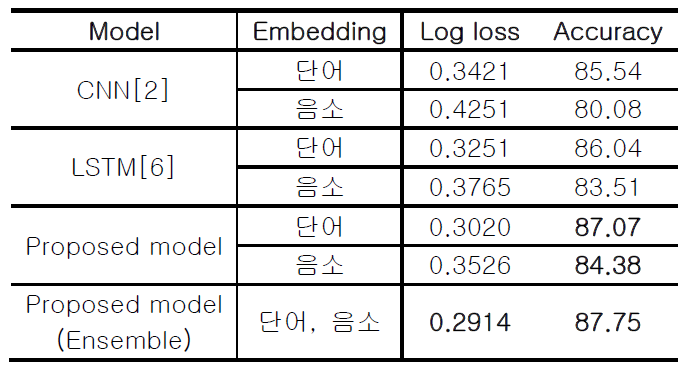 Model Embedding Log loss Accuracy
CNN[2] 단어 0.3421 85.54
음소 0.4251 80.08
LSTM[6] 단어 0.3251 86.04
음소 0.3765 83.51
Proposed model 단어 0.3020 87.07
음소 0.3526 84.38
Proposed model
(Ensemble) 단어, 음소 0.2914 87.75